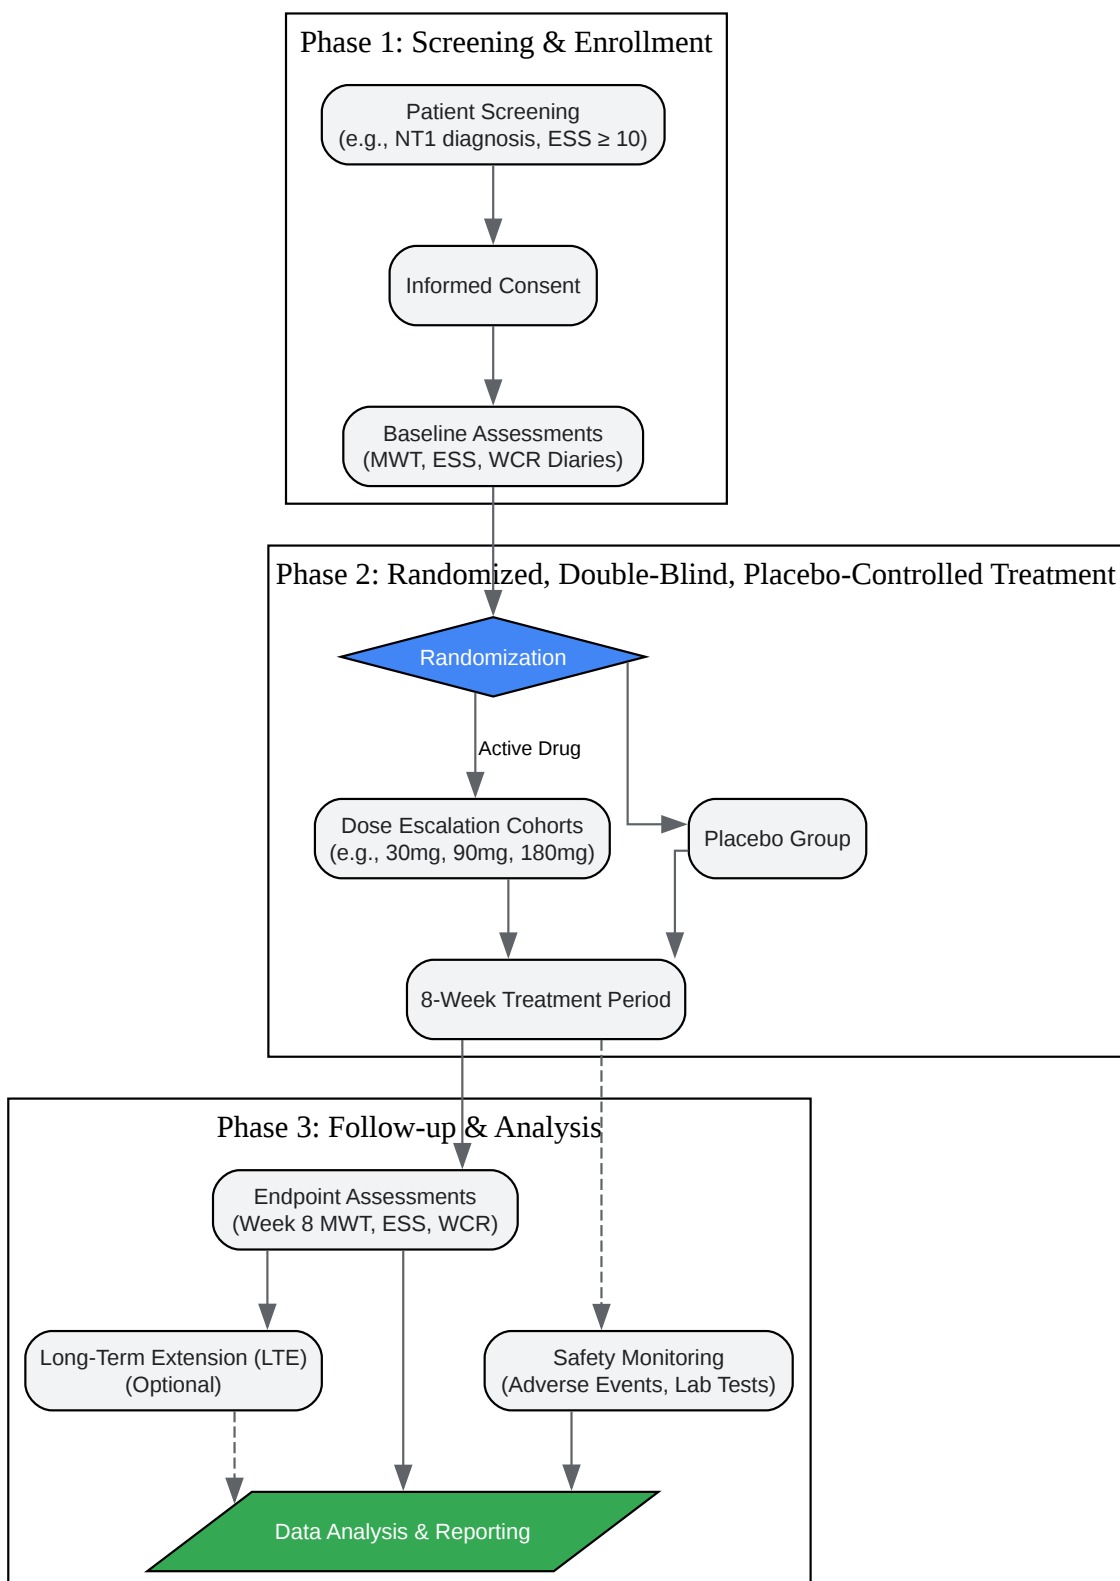 Phase 1: Screening & Enrollment
Patient Screening
(e.g., NT1 diagnosis, ESS ≥ 10)
Informed Consent
Baseline Assessments
(MWT, ESS, WCR Diaries)
Phase 2: Randomized, Double-Blind, Placebo-Controlled Treatment
Randomization
Active Drug
Dose Escalation Cohorts
(e.g., 30mg, 90mg, 180mg)
Placebo Group
8-Week Treatment Period
Phase 3: Follow-up & Analysis
Endpoint Assessments
(Week 8 MWT, ESS, WCR)
Long-Term Extension (LTE)
(Optional)
Safety Monitoring
(Adverse Events, Lab Tests)
Data Analysis & Reporting